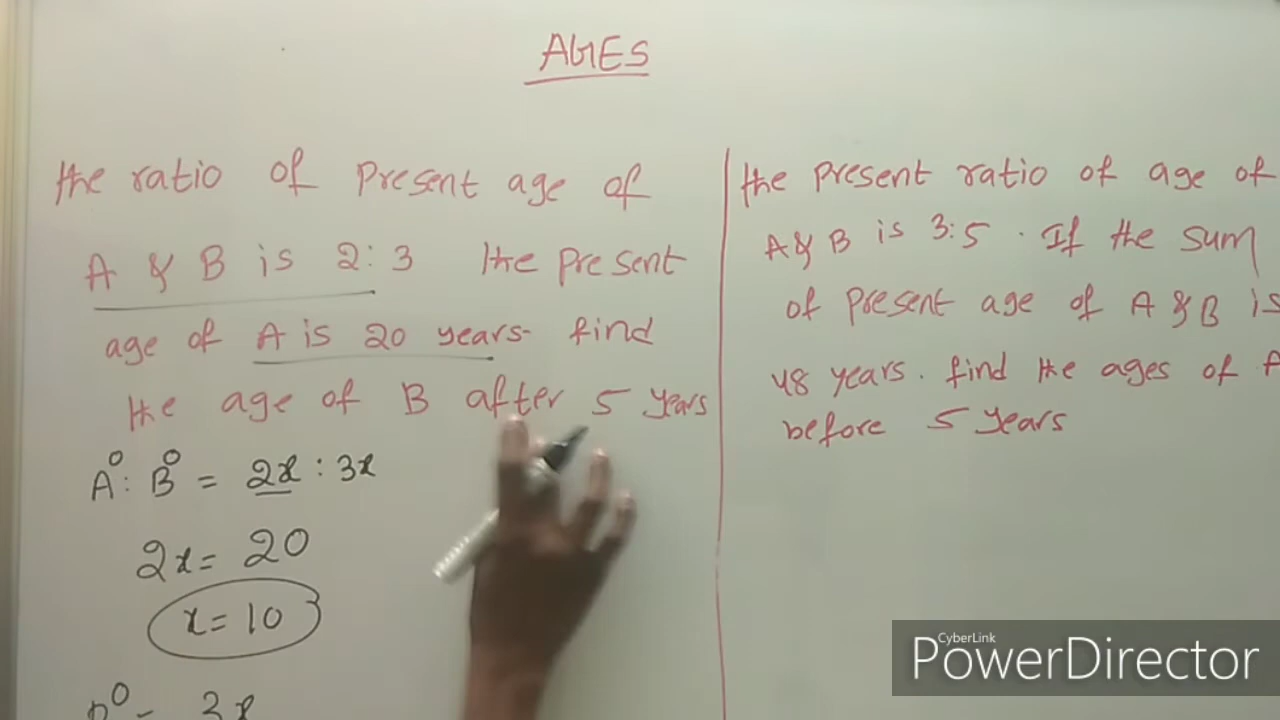 AGES
the ratio of present age of
A & B is 2:3 the present
age of A is 20 years. find
the age of B after 5 years
A⁰ : B⁰ = 2x : 3x
2x = 20
x = 10
3x
the present ratio of age of
A & B is 3:5 . If the sum
of present age of A & B is
48 years. find the ages of A
before 5 years
CyberLink
PowerDirector